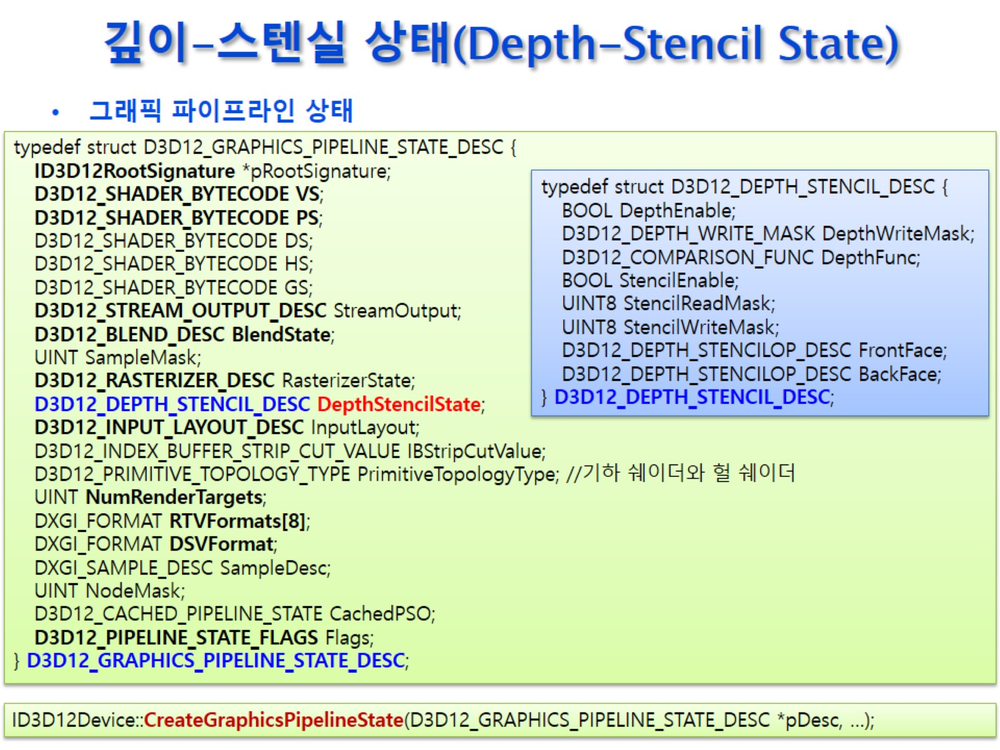 깊이-스텐실 상태(Depth-Stencil State)
• 그래픽 파이프라인 상태
typedef struct D3D12_GRAPHICS_PIPELINE_STATE_DESC {
ID3D12RootSignature *pRootSignature;
D3D12_SHADER_BYTECODE VS;
D3D12_SHADER_BYTECODE PS;
D3D12_SHADER_BYTECODE DS;
D3D12_SHADER_BYTECODE HS;
D3D12_SHADER_BYTECODE GS;
D3D12_STREAM_OUTPUT_DESC StreamOutput;
D3D12_BLEND_DESC BlendState;
UINT SampleMask;
D3D12_RASTERIZER_DESC RasterizerState;
D3D12_DEPTH_STENCIL_DESC DepthStencilState;
D3D12_INPUT_LAYOUT_DESC InputLayout;
D3D12_INDEX_BUFFER_STRIP_CUT_VALUE IBStripCutValue;
D3D12_PRIMITIVE_TOPOLOGY_TYPE PrimitiveTopologyType; //기하 쉐이더와 헐 쉐이더
UINT NumRenderTargets;
DXGI_FORMAT RTVFormats[8];
DXGI_FORMAT DSVFormat;
DXGI_SAMPLE_DESC SampleDesc;
UINT NodeMask;
D3D12_CACHED_PIPELINE_STATE CachedPSO;
D3D12_PIPELINE_STATE_FLAGS Flags;
} D3D12_GRAPHICS_PIPELINE_STATE_DESC;
typedef struct D3D12_DEPTH_STENCIL_DESC {
BOOL DepthEnable;
D3D12_DEPTH_WRITE_MASK DepthWriteMask;
D3D12_COMPARISON_FUNC DepthFunc;
BOOL StencilEnable;
UINT8 StencilReadMask;
UINT8 StencilWriteMask;
D3D12_DEPTH_STENCILOP_DESC FrontFace;
D3D12_DEPTH_STENCILOP_DESC BackFace;
} D3D12_DEPTH_STENCIL_DESC;
ID3D12Device::CreateGraphicsPipelineState(D3D12_GRAPHICS_PIPELINE_STATE_DESC *pDesc, ...);